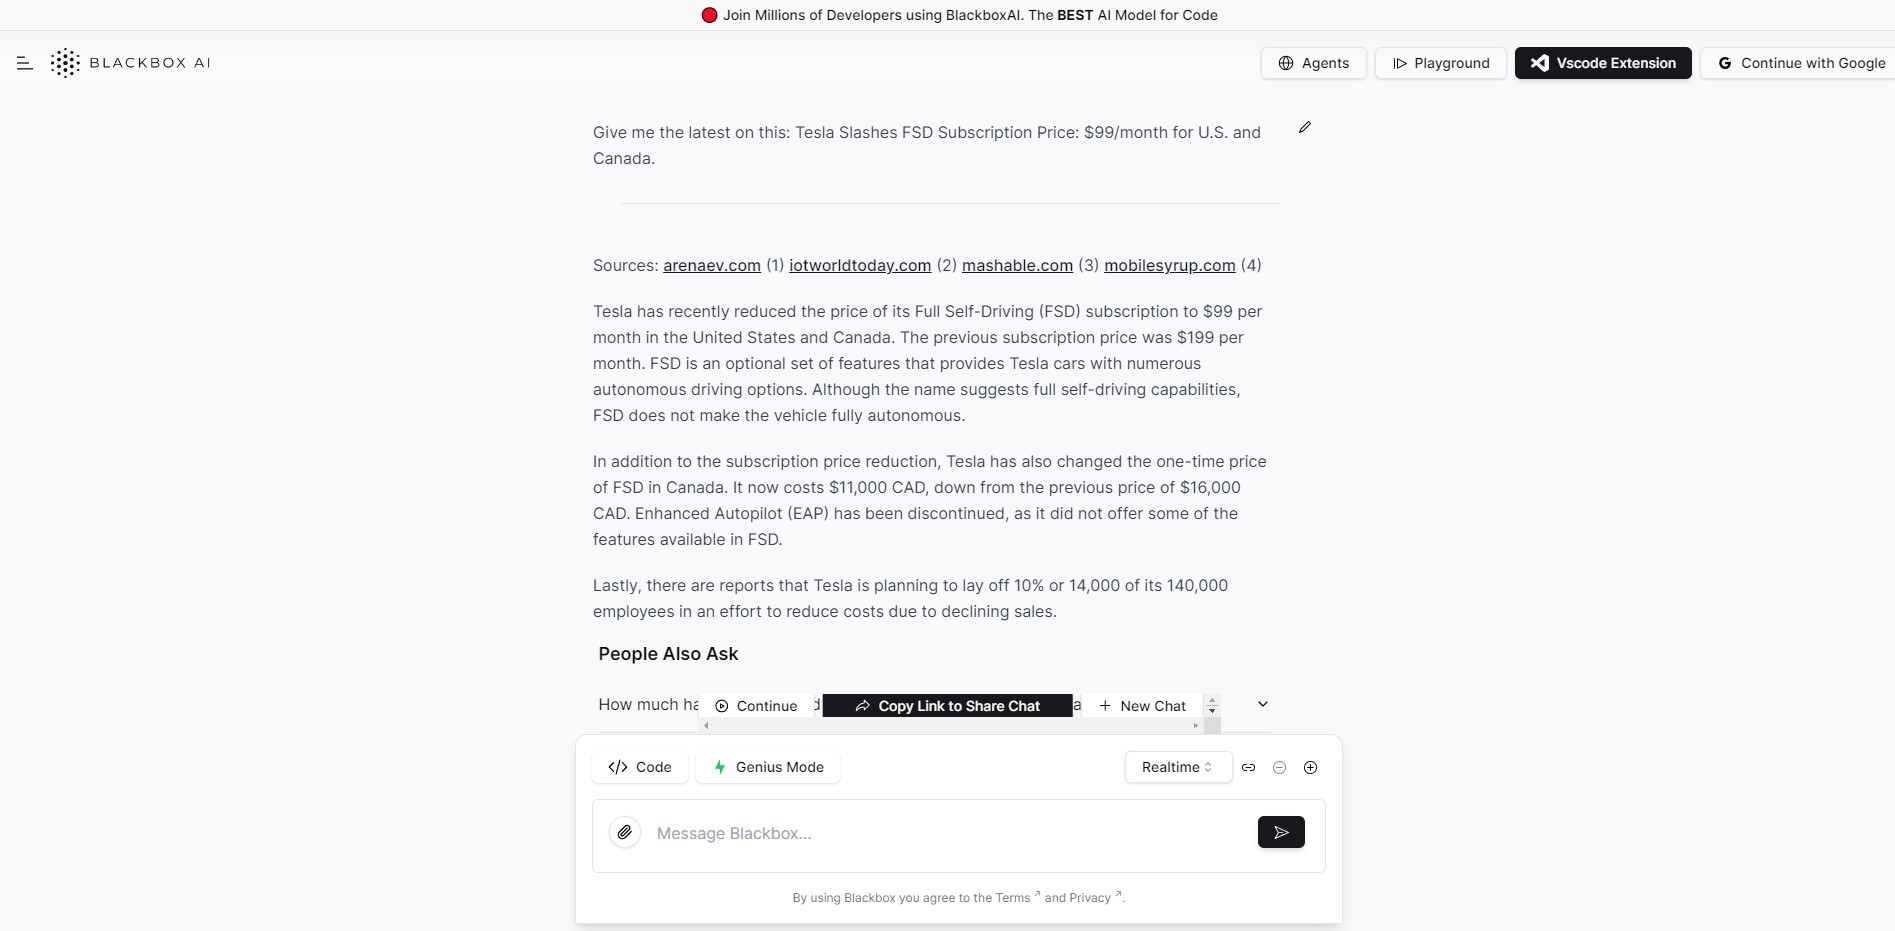 Join Millions of Developers using BlackboxAI. The BEST AI Model for Code
BLACKBOX AI
Agents
Playground
Vscode Extension
Continue with Google
Give me the latest on this: Tesla Slashes FSD Subscription Price: $99/month for U.S. and
Canada.
Sources: arenaev.com (1) iotworldtoday.com (2) mashable.com (3) mobilesyrup.com (4)
Tesla has recently reduced the price of its Full Self-Driving (FSD) subscription to $99 per
month in the United States and Canada. The previous subscription price was $199 per
month. FSD is an optional set of features that provides Tesla cars with numerous
autonomous driving options. Although the name suggests full self-driving capabilities,
FSD does not make the vehicle fully autonomous.
In addition to the subscription price reduction, Tesla has also changed the one-time price
of FSD in Canada. It now costs $11,000 CAD, down from the previous price of $16,000
CAD. Enhanced Autopilot (EAP) has been discontinued, as it did not offer some of the
features available in FSD.
Lastly, there are reports that Tesla is planning to lay off 10% or 14,000 of its 140,000
employees in an effort to reduce costs due to declining sales.
People Also Ask
How much
Continue
Copy Link to Share Chat
New Chat
Code
Genius Mode
Realtime
Message Blackbox...
By using Blackbox you agree to the Terms ↗ and Privacy ↗.